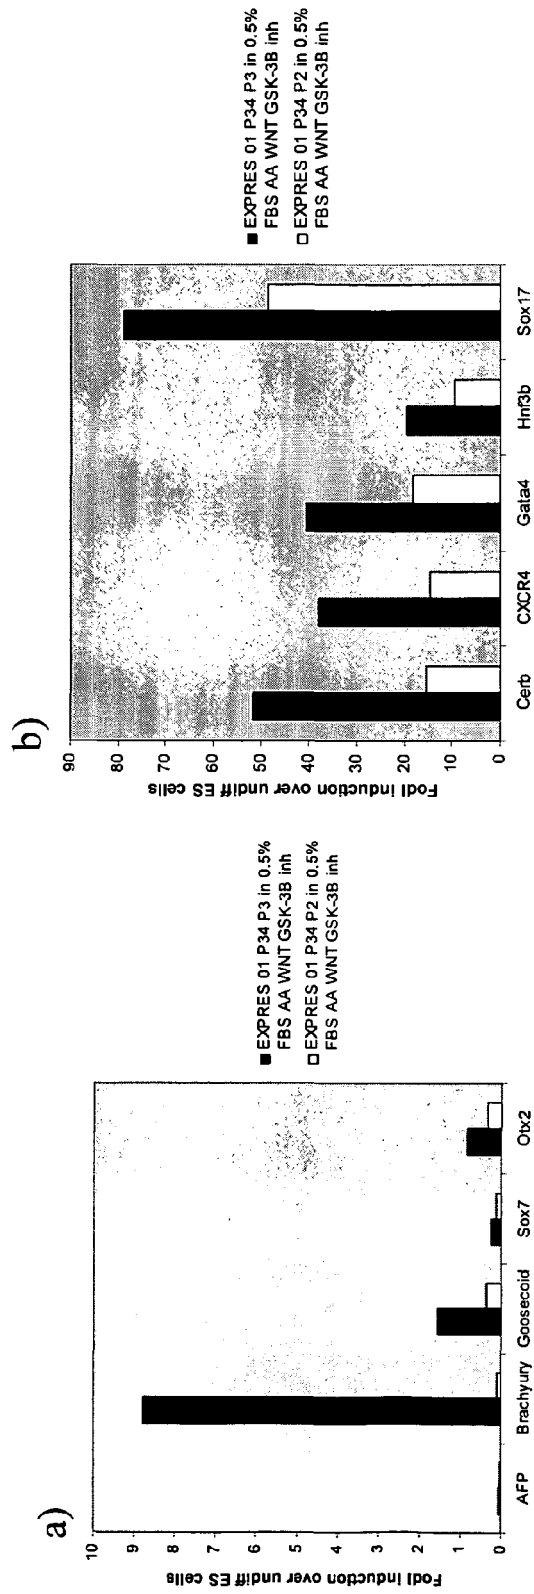 a)
Fodl induction over undiff ES cells
10
9
8
7
6
5
4
3
2
1
0
AFP
Brachyury
Goosecoid
Sox7
Otx2
EXPRES 01 P34 P3 in 0.5%
FBS AA WNT GSK-3B inh
EXPRES 01 P34 P2 in 0.5%
FBS AA WNT GSK-3B inh
b)
Fodl induction over undiff ES cells
90
80
70
60
50
40
30
20
10
0
Cerb
CXCR4
Gata4
Hnf3b
Sox17
EXPRES 01 P34 P3 in 0.5%
FBS AA WNT GSK-3B inh
EXPRES 01 P34 P2 in 0.5%
FBS AA WNT GSK-3B inh